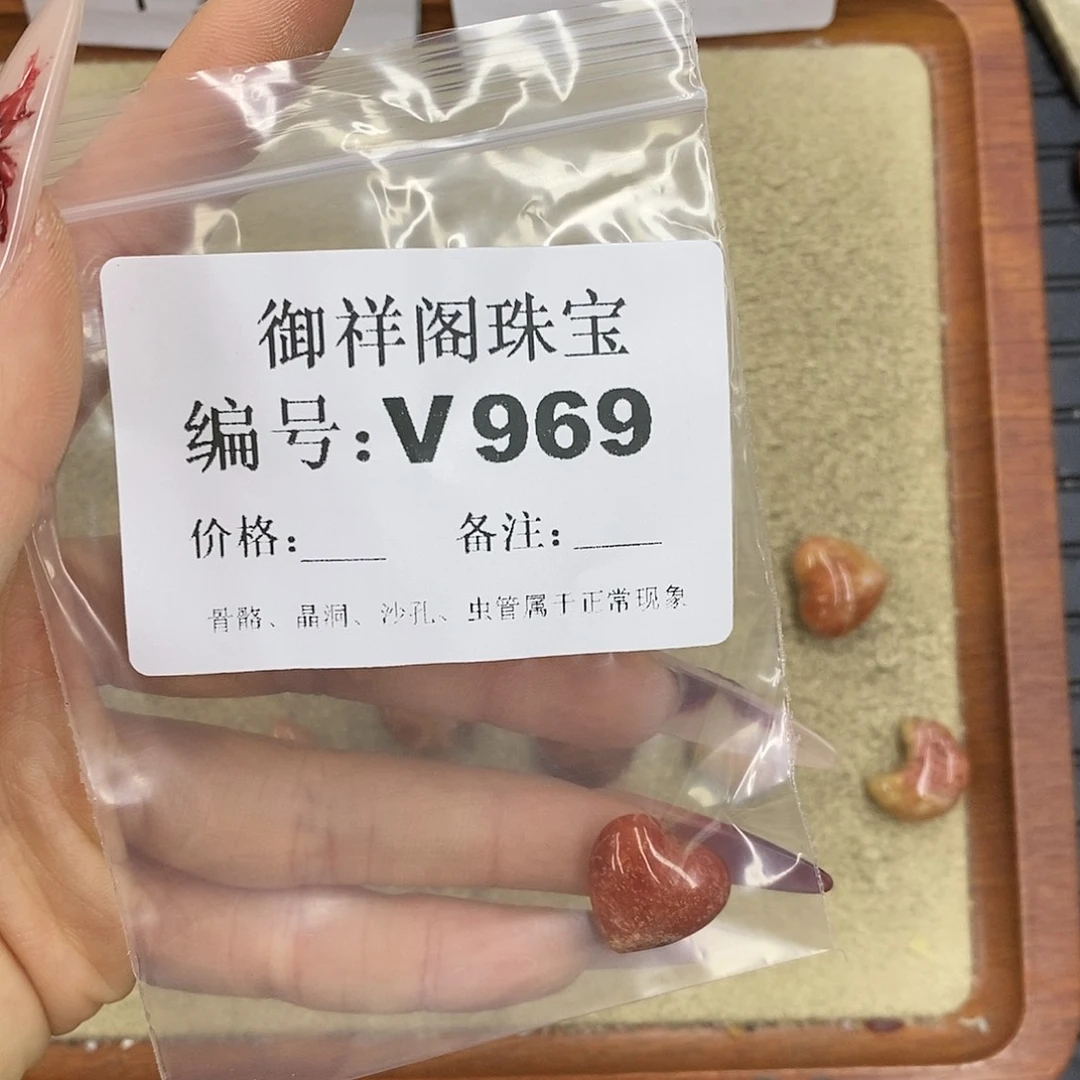 御祥阁珠宝
编号:V969
价格:____ 备注:____
骨骼、晶洞、沙孔、虫管属于正常现象